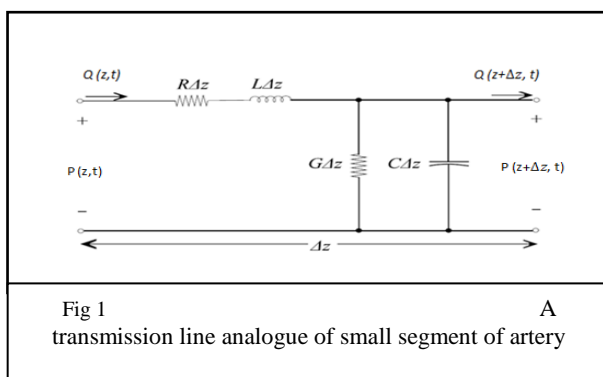 Q (z,t)
RΔz
LΔz
Q (z+Δz, t)
+
+
P (z,t)
GΔz
CΔz
P (z+Δz, t)
−
−
Δz
Fig 1 A
transmission line analogue of small segment of artery